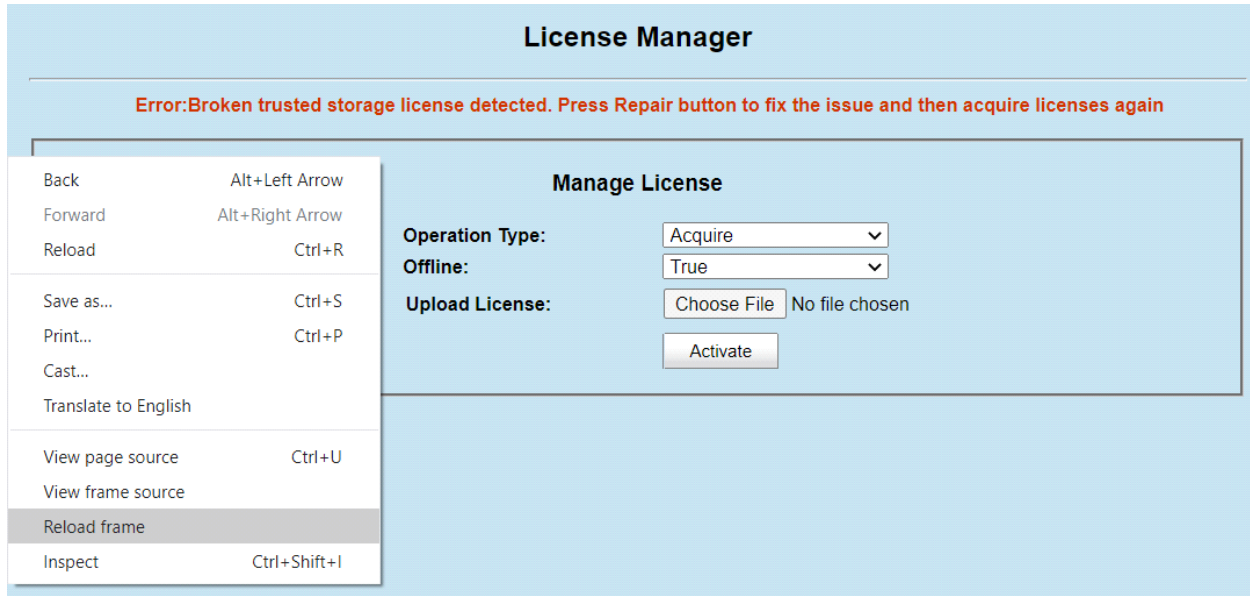 License Manager
Error:Broken trusted storage license detected. Press Repair button to fix the issue and then acquire licenses again
Back Alt+Left Arrow
Forward Alt+Right Arrow
Reload Ctrl+R
Save as... Ctrl+S
Print... Ctrl+P
Cast...
Translate to English
View page source Ctrl+U
View frame source
Reload frame
Inspect Ctrl+Shift+I
Manage License
Operation Type: Acquire
Offline: True
Upload License: Choose File No file chosen
Activate